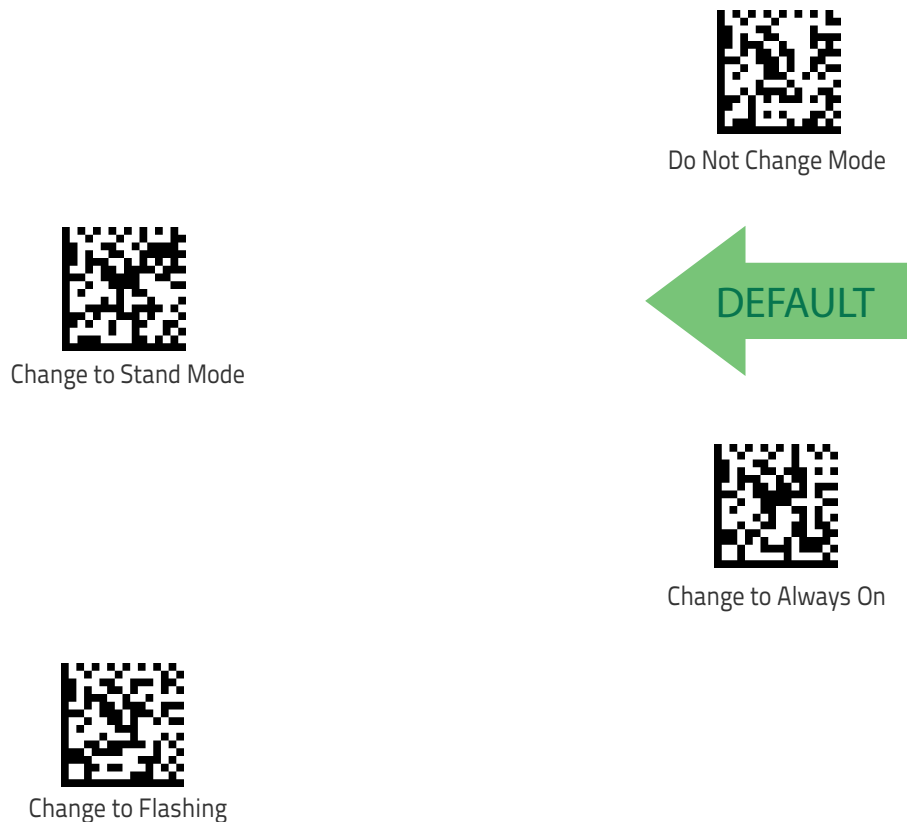 Do Not Change Mode
DEFAULT
Change to Stand Mode
Change to Always On
Change to Flashing